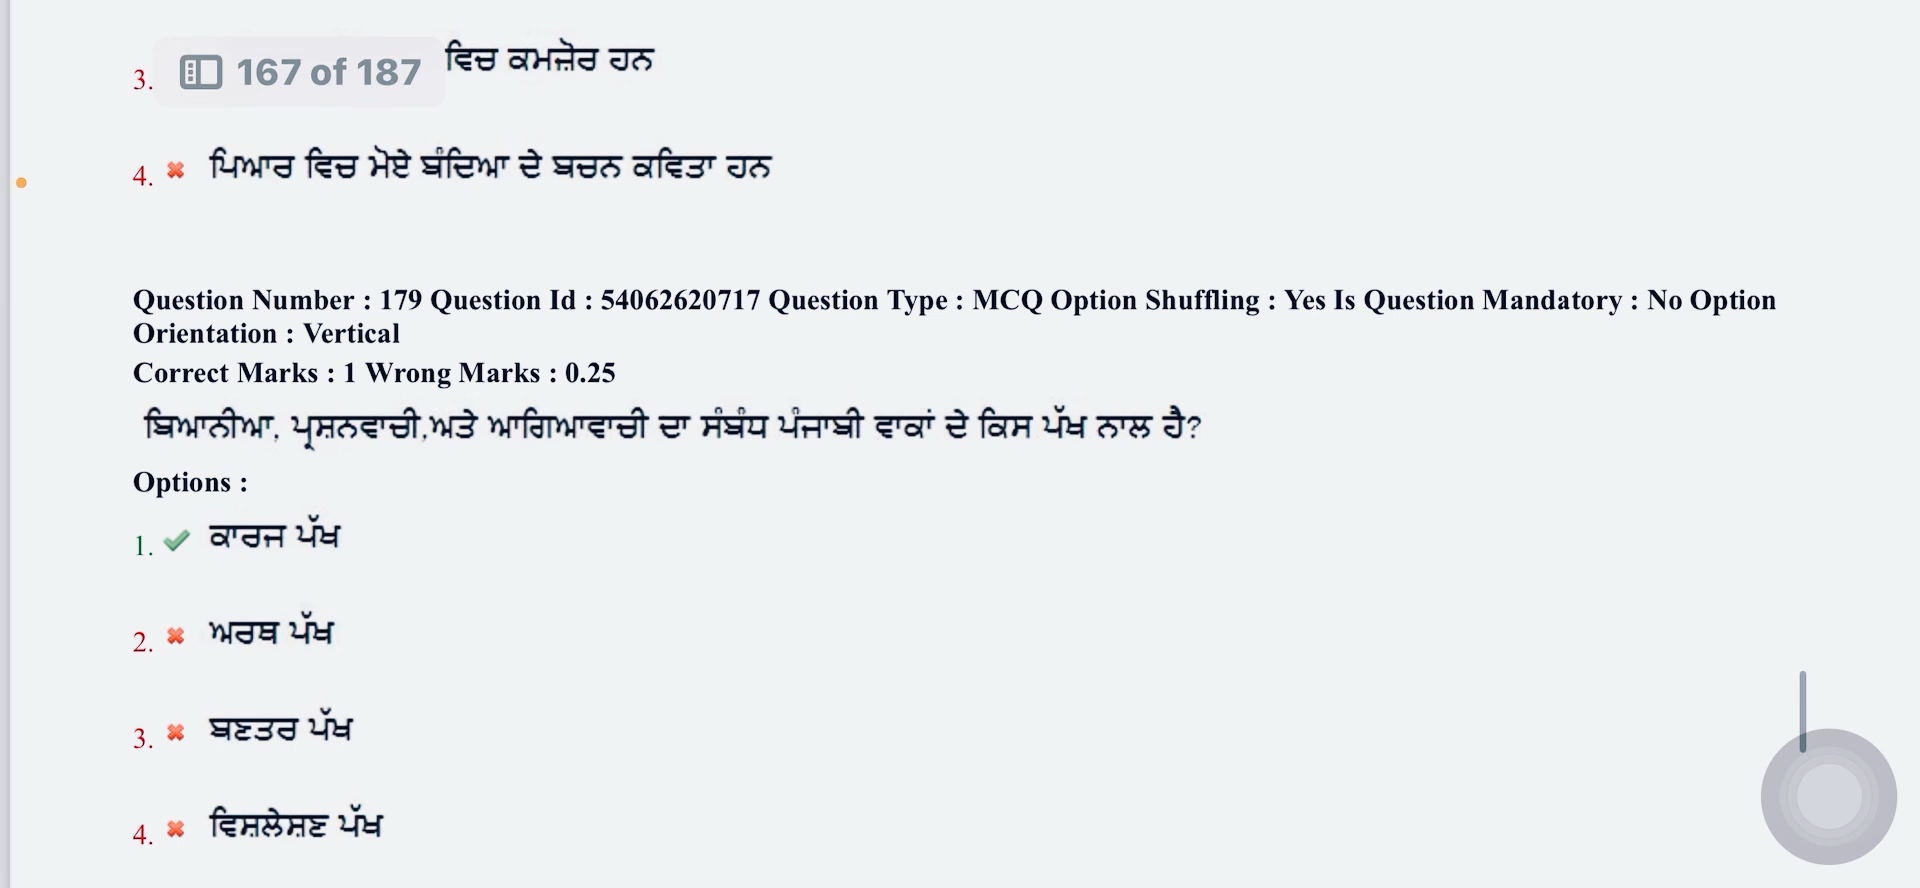 3. 167 of 187 ਵਿਚ ਕਮਜ਼ੋਰ ਹਨ
4. ਪਿਆਰ ਵਿਚ ਮੋਏ ਬੰਦਿਆ ਦੇ ਬਚਨ ਕਵਿਤਾ ਹਨ
Question Number : 179 Question Id : 54062620717 Question Type : MCQ Option Shuffling : Yes Is Question Mandatory : No Option
Orientation : Vertical
Correct Marks : 1 Wrong Marks : 0.25
ਬਿਆਨੀਆ, ਪ੍ਰਸ਼ਨਵਾਚੀ,ਅਤੇ ਆਗਿਆਵਾਚੀ ਦਾ ਸੰਬੰਧ ਪੰਜਾਬੀ ਵਾਕਾਂ ਦੇ ਕਿਸ ਪੱਖ ਨਾਲ ਹੈ?
Options :
1. ਕਾਰਜ ਪੱਖ
2. ਅਰਥ ਪੱਖ
3. ਬਣਤਰ ਪੱਖ
4. ਵਿਸ਼ਲੇਸ਼ਣ ਪੱਖ